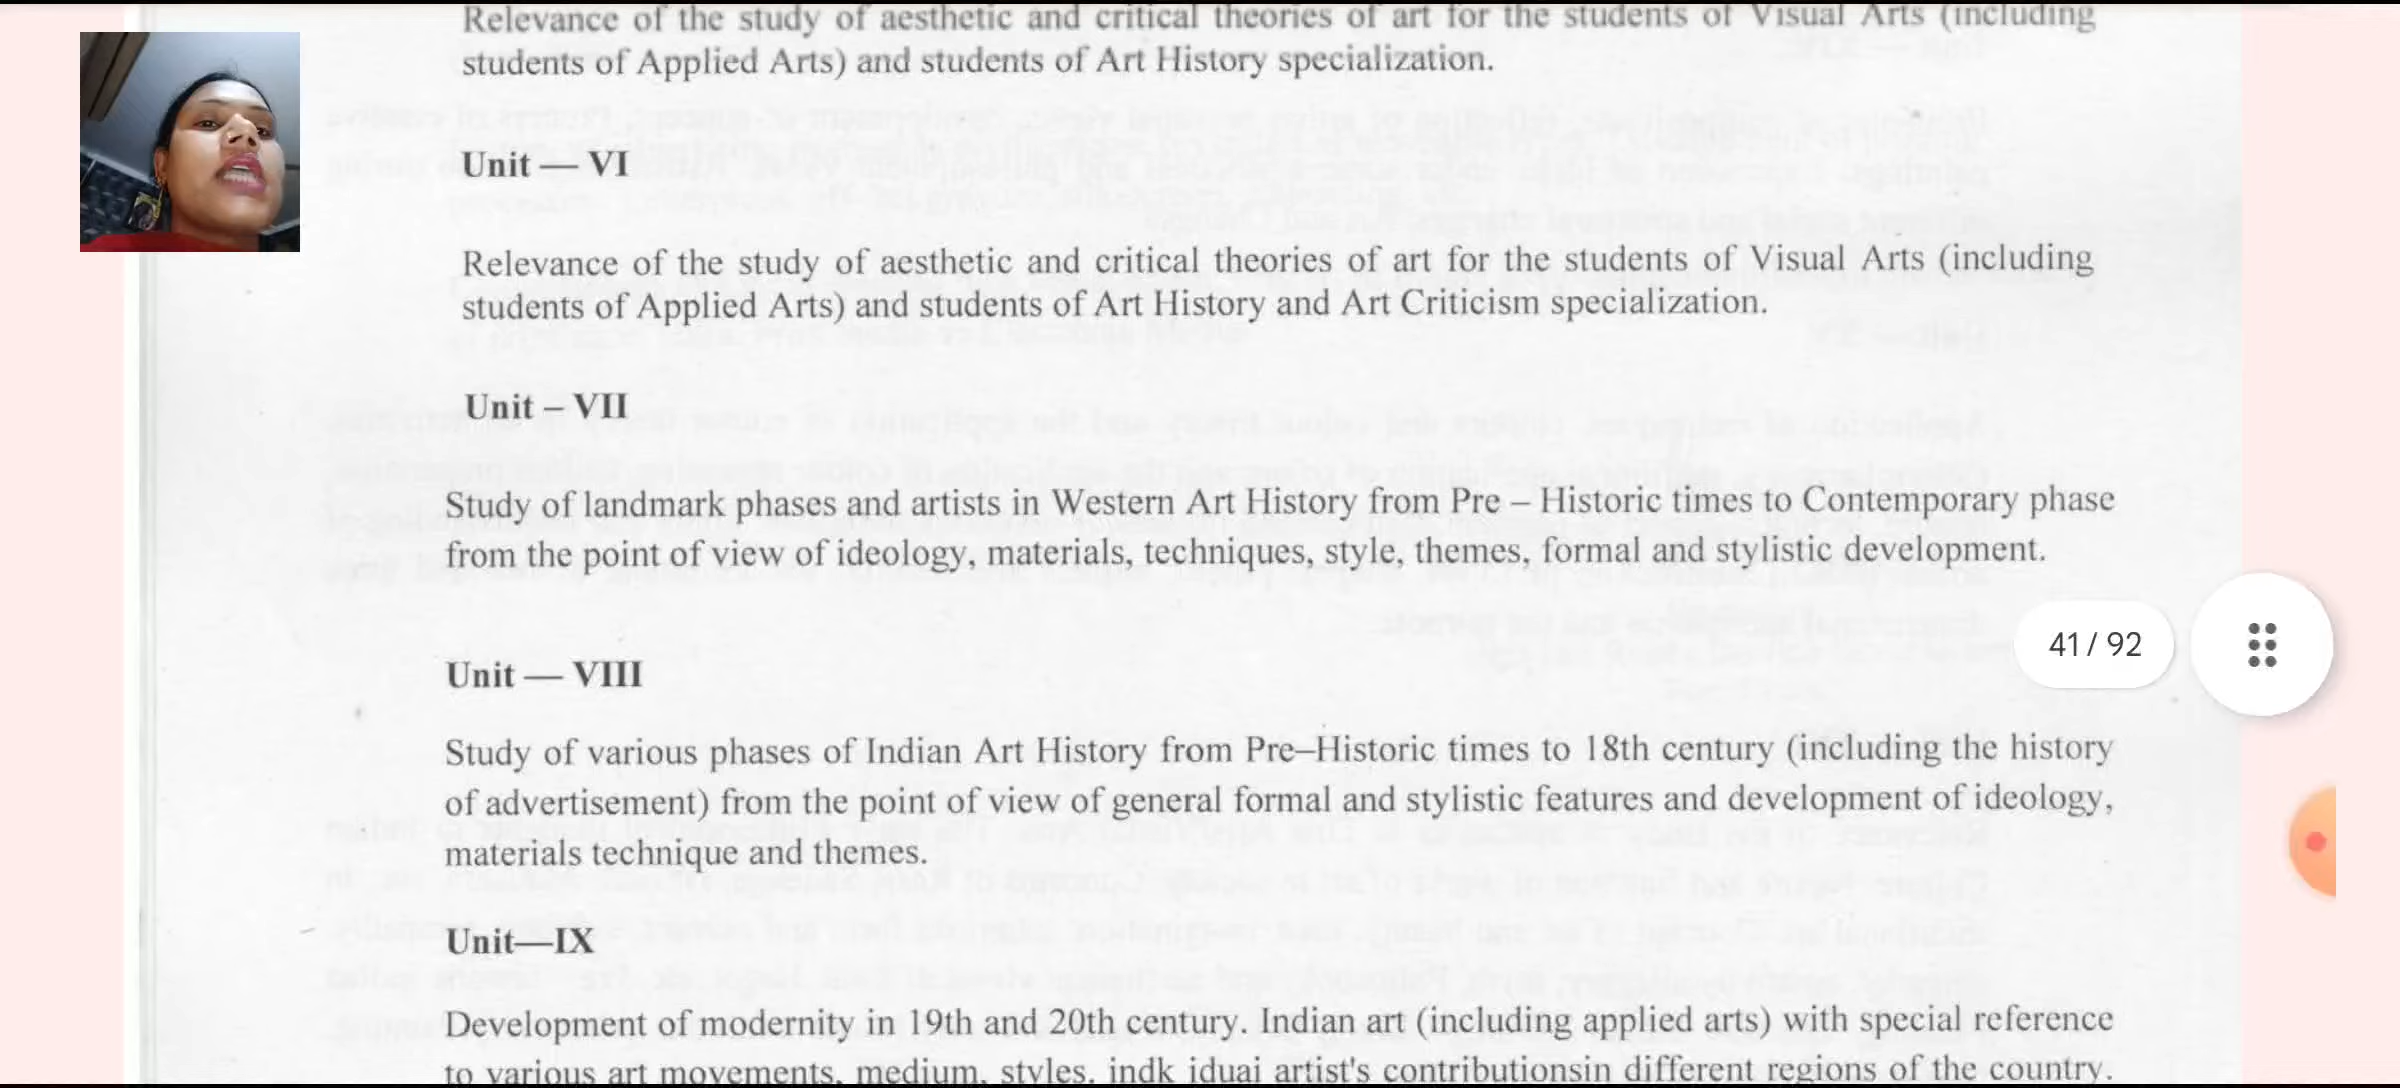 Relevance of the study of aesthetic and critical theories of art for the students of Visual Arts (including
students of Applied Arts) and students of Art History specialization.
Unit — VI
Relevance of the study of aesthetic and critical theories of art for the students of Visual Arts (including
students of Applied Arts) and students of Art History and Art Criticism specialization.
Unit – VII
Study of landmark phases and artists in Western Art History from Pre – Historic times to Contemporary phase
from the point of view of ideology, materials, techniques, style, themes, formal and stylistic development.
41 / 92
Unit — VIII
Study of various phases of Indian Art History from Pre–Historic times to 18th century (including the history
of advertisement) from the point of view of general formal and stylistic features and development of ideology,
materials technique and themes.
Unit—IX
Development of modernity in 19th and 20th century. Indian art (including applied arts) with special reference
to various art movements, medium, styles, indk iduai artist's contributionsin different regions of the country.